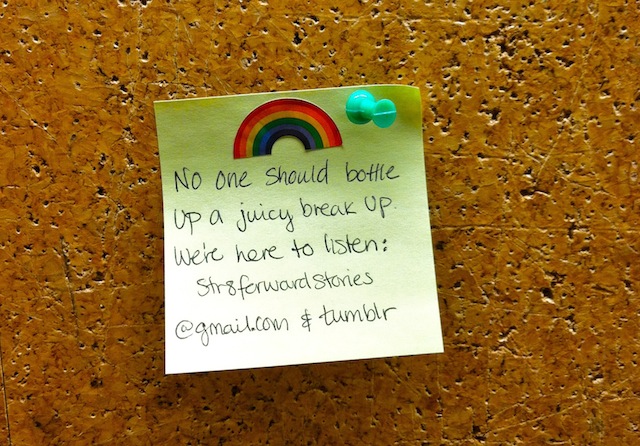 No one should bottle
up a juicy break up.
We're here to listen:
Str8forwardstories
@gmail.com & tumblr